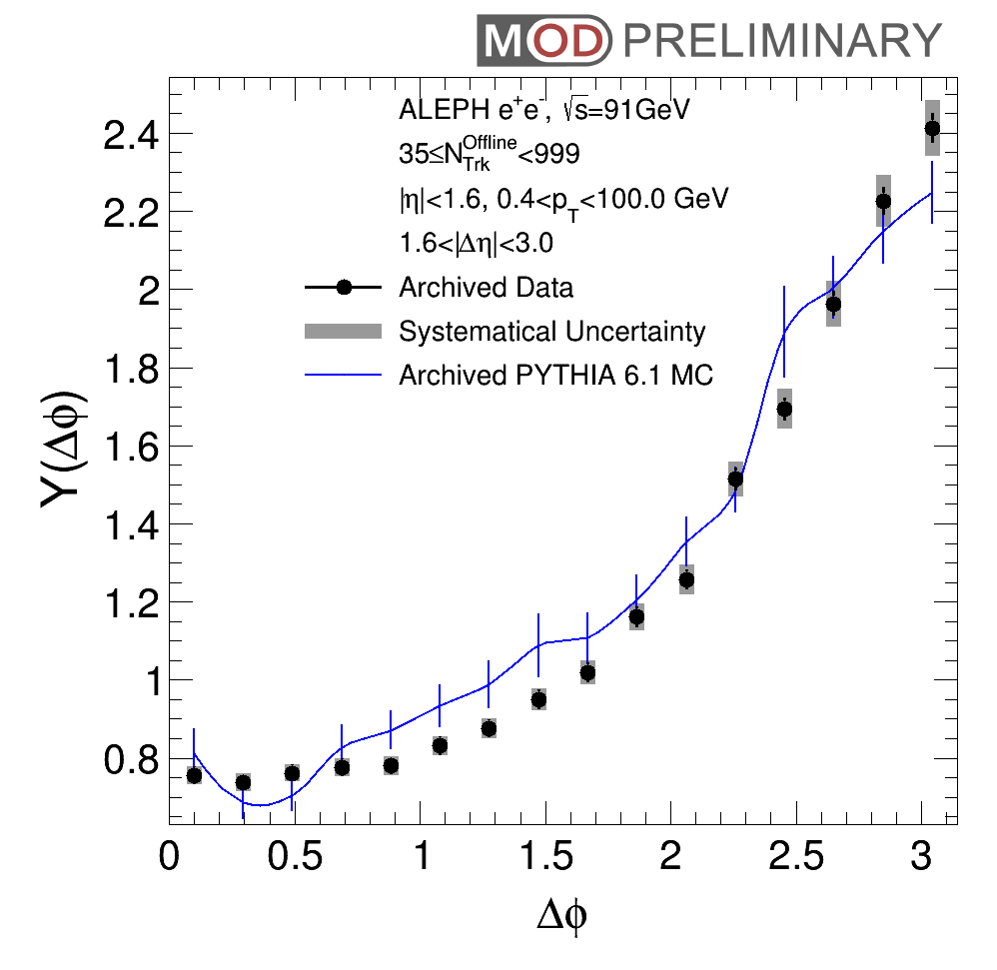 MOD PRELIMINARY
ALEPH e⁺e⁻, √s=91GeV
35≤N_Trk^Offline<999
|η|<1.6, 0.4<p_T<100.0 GeV
1.6<|Δη|<3.0
Archived Data
Systematical Uncertainty
Archived PYTHIA 6.1 MC
Y(Δϕ)
2.4
2.2
2
1.8
1.6
1.4
1.2
1
0.8
0 0.5 1 1.5 2 2.5 3
Δϕ